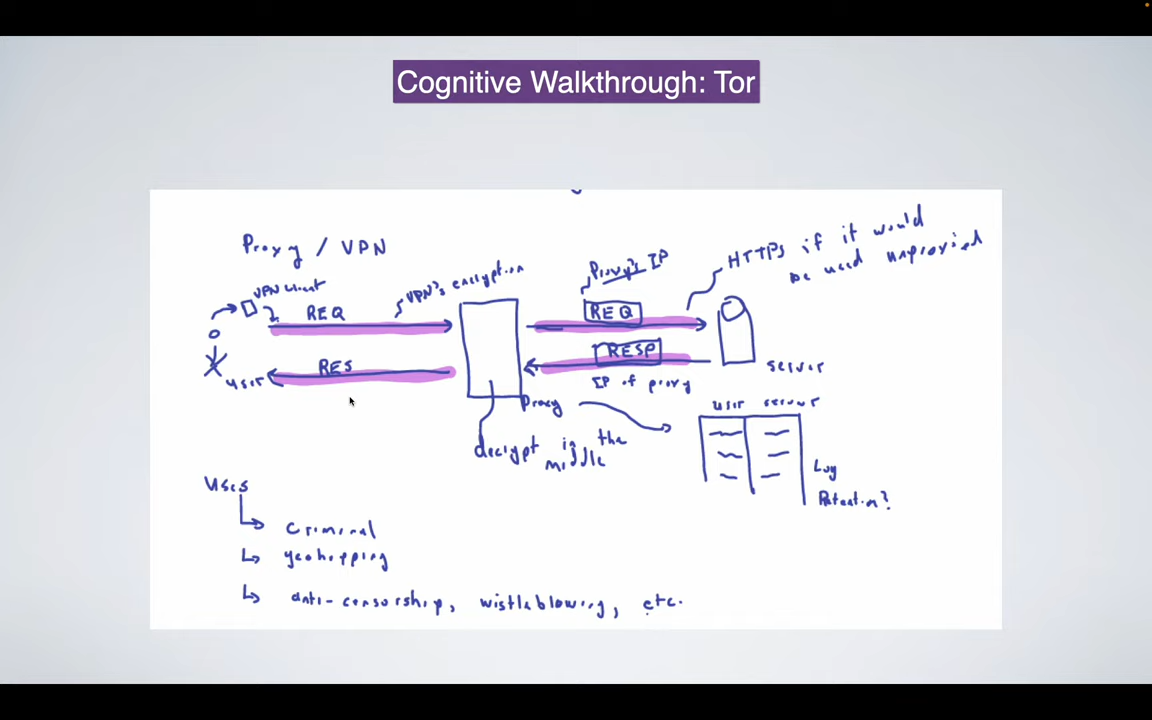 Cognitive Walkthrough: Tor
Proxy / VPN
VPN Client
REQ
VPN's encryption
Proxy's IP
REQ
HTTPs if it would
be used unproxied
RES
user
RESP
IP of proxy
server
Proxy
decrypt in the
middle
user server
Log
Retention?
Uses
criminal
geohopping
anti-censorship, wistleblowing, etc.